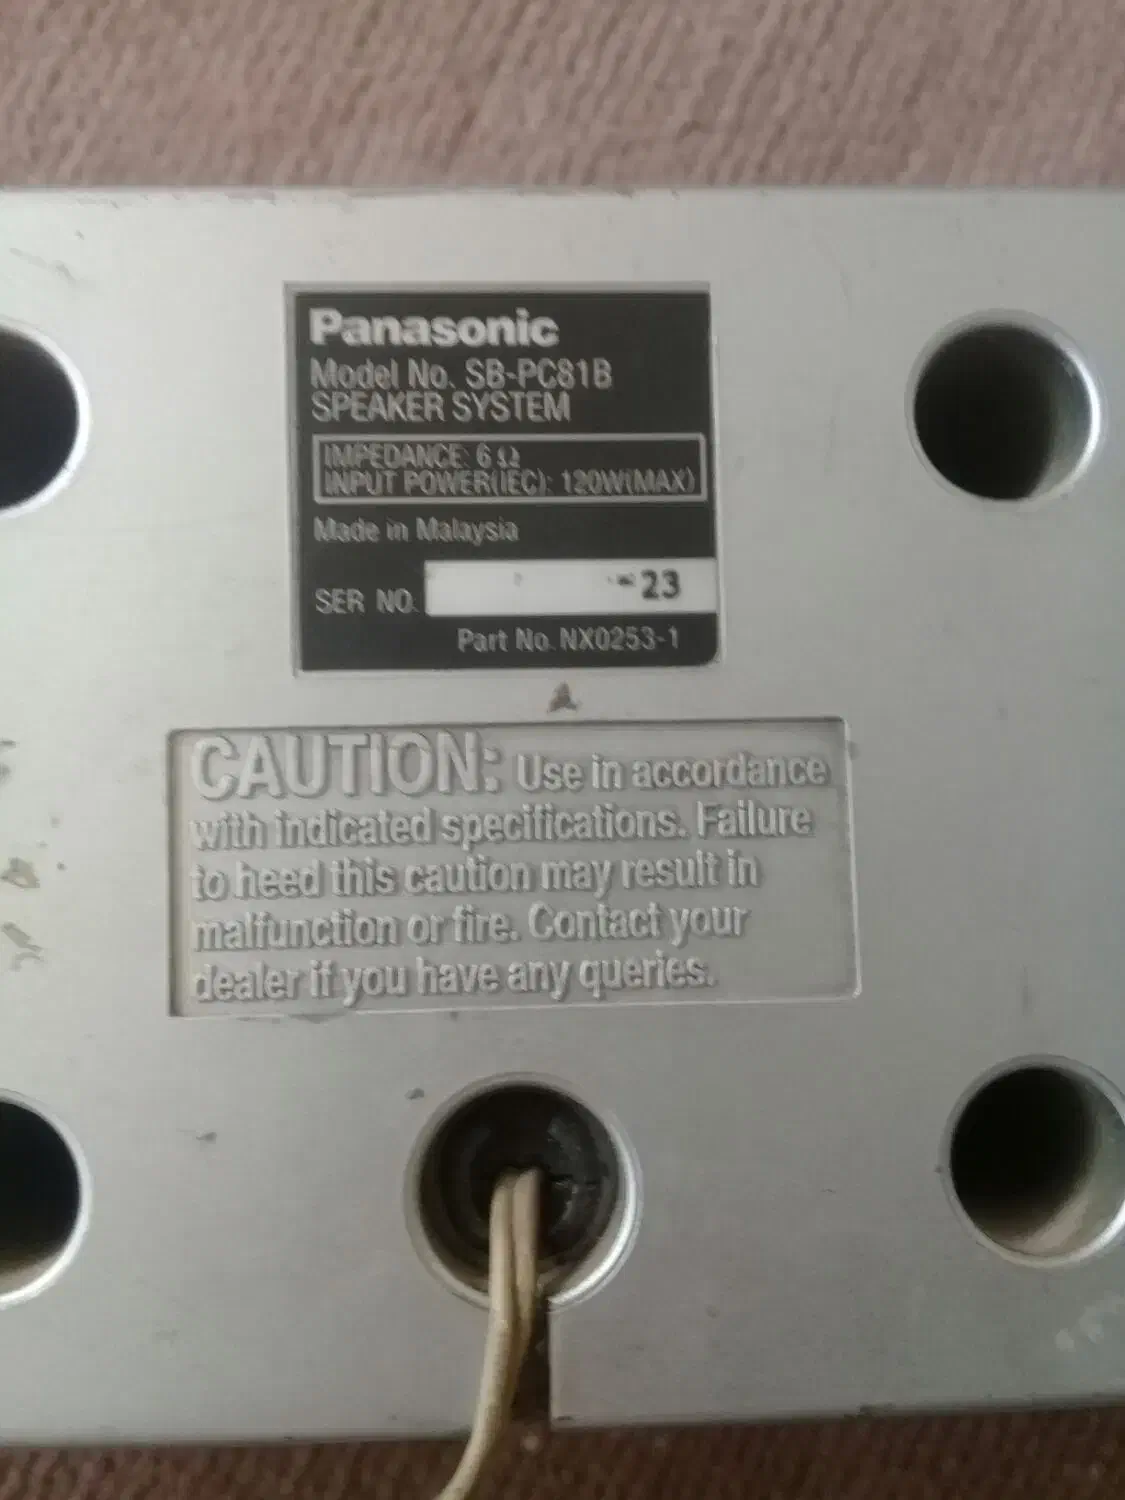 Panasonic
Model No. SB-PC81B
SPEAKER SYSTEM
IMPEDANCE: 6 Ω
INPUT POWER(IEC): 120W(MAX)
Made in Malaysia
SER NO. -23
Part No. NX0253-1
CAUTION: Use in accordance
with indicated specifications. Failure
to heed this caution may result in
malfunction or fire. Contact your
dealer if you have any queries.